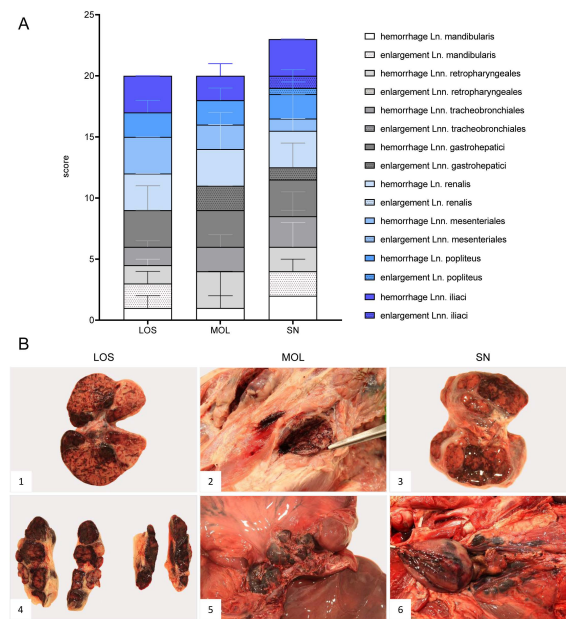 A
25
20
15
10
5
0
score
LOS
MOL
SN
hemorrhage Ln. mandibularis
enlargement Ln. mandibularis
hemorrhage Lnn. retropharyngeales
enlargement Lnn. retropharyngeales
hemorrhage Lnn. tracheobronchiales
enlargement Lnn. tracheobronchiales
hemorrhage Lnn. gastrohepatici
enlargement Lnn. gastrohepatici
hemorrhage Ln. renalis
enlargement Ln. renalis
hemorrhage Lnn. mesenteriales
enlargement Lnn. mesenteriales
hemorrhage Ln. popliteus
enlargement Ln. popliteus
hemorrhage Lnn. iliaci
enlargement Lnn. iliaci
B
LOS
MOL
SN
1
2
3
4
5
6